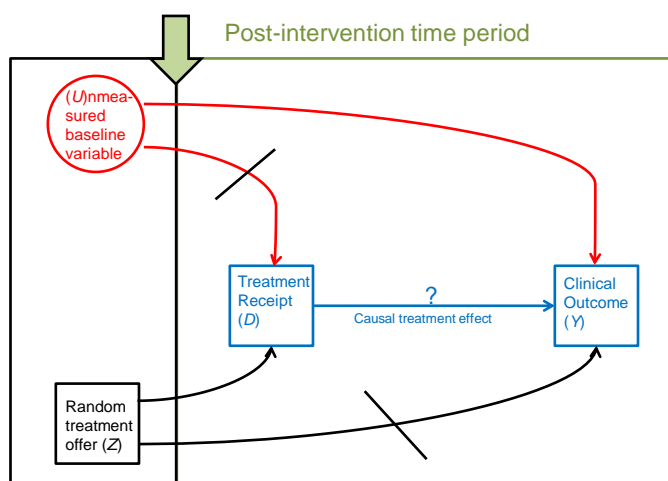 Post-intervention time period
(U)nmea-
sured
baseline
variable
Treatment
Receipt
(D)
?
Causal treatment effect
Clinical
Outcome
(Y)
Random
treatment
offer (Z)